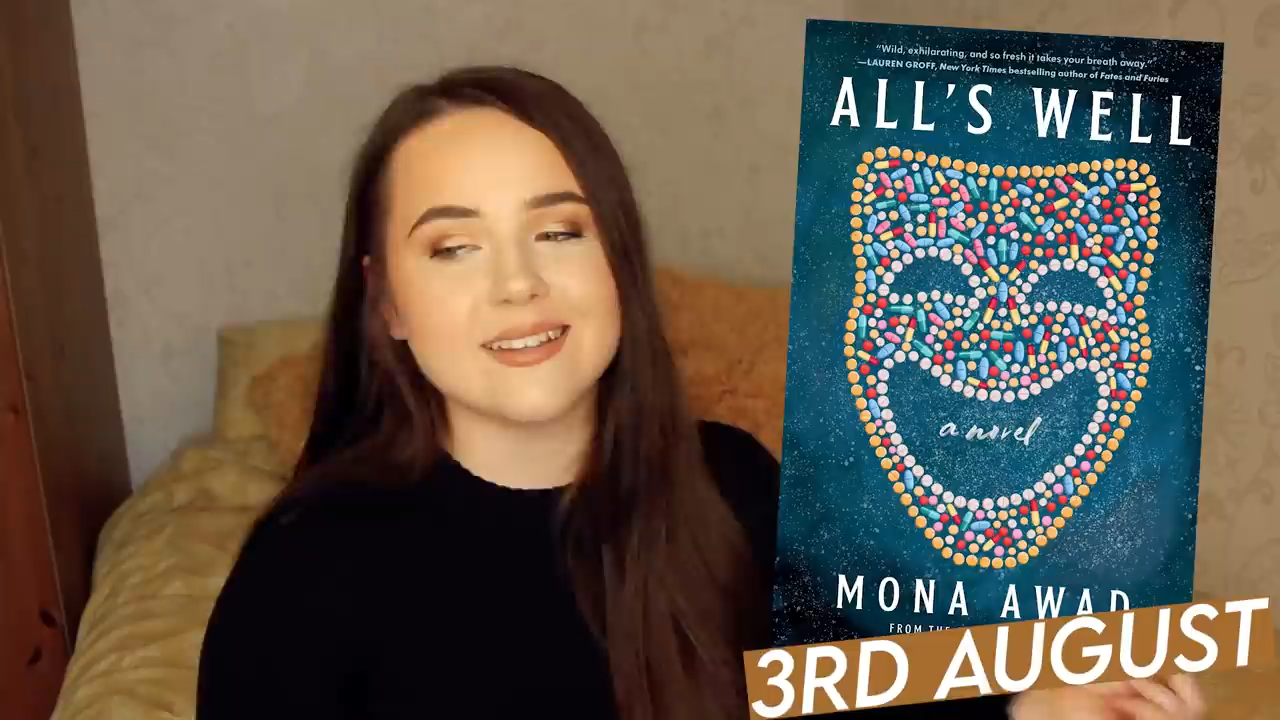 “Wild, exhilarating, and so fresh it takes your breath away.”
—LAUREN GROFF, New York Times bestselling author of Fates and Furies
ALL'S WELL
a novel
MONA AWAD
FROM THE
3RD AUGUST